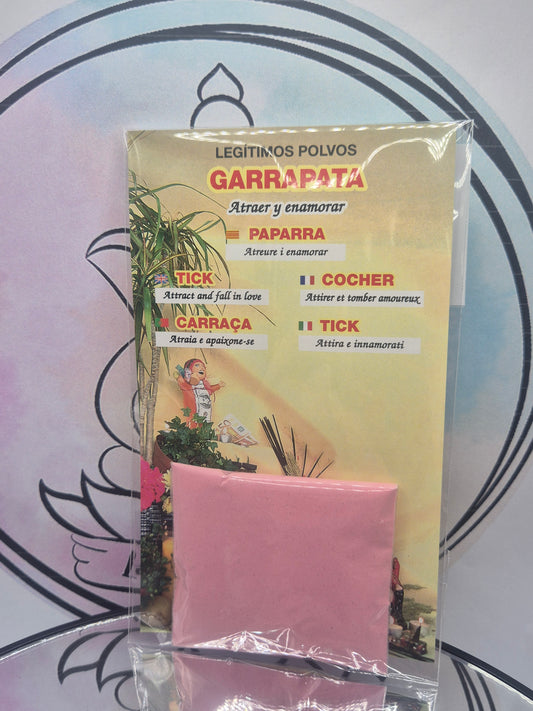 LEGÍTIMOS POLVOS
GARRAPATA
Atraer y enamorar
PAPARRA
Atreure i enamorar
TICK
Attract and fall in love
COCHER
Attirer et tomber amoureux
CARRAÇA
Atraia e apaixone-se
TICK
Attira e innamorati